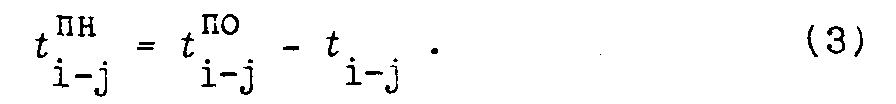 t^{ПН}_{i-j} = t^{ПО}_{i-j} - t_{i-j} . (3)